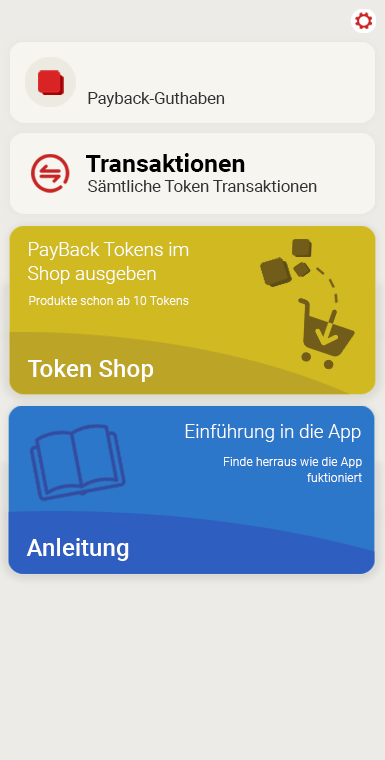 Payback-Guthaben
Transaktionen
Sämtliche Token Transaktionen
PayBack Tokens im
Shop ausgeben
Produkte schon ab 10 Tokens
Token Shop
Einführung in die App
Finde herraus wie die App
fuktioniert
Anleitung